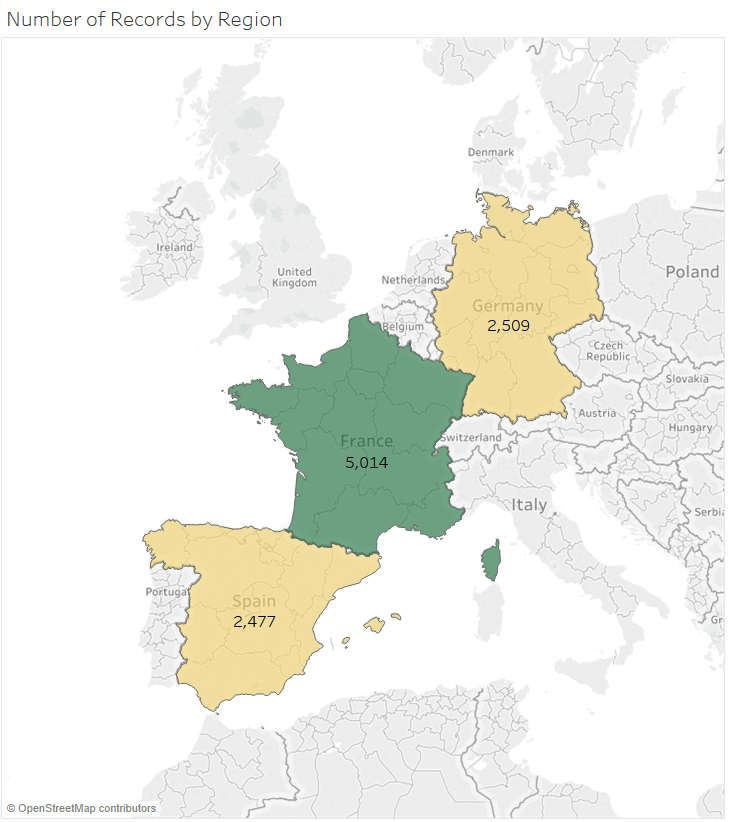 Number of Records by Region
Denmark
Ireland
United
Kingdom
Netherlands
Poland
Germany
2,509
Belgium
Czech
Republic
Slovakia
Austria
Hungary
France
5,014
Switzerland
Italy
Serbia
Portugal
Spain
2,477
Gr
© OpenStreetMap contributors